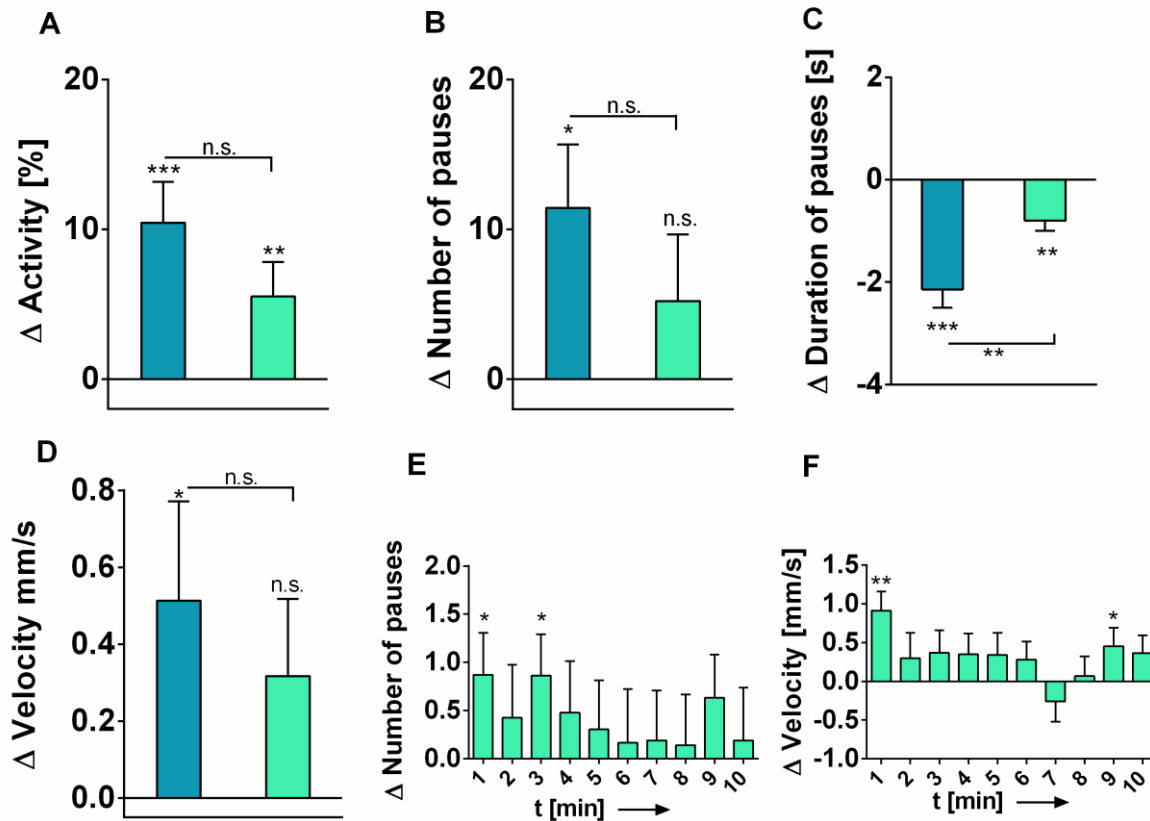 A
Δ Activity [%]
20
10
0
***
n.s.
**
B
Δ Number of pauses
20
10
0
*
n.s.
n.s.
C
Δ Duration of pauses [s]
2
0
-2
-4
***
**
**
D
Δ Velocity mm/s
0.8
0.6
0.4
0.2
0.0
*
n.s.
n.s.
E
Δ Number of pauses
2.0
1.5
1.0
0.5
0.0
*
*
1 2 3 4 5 6 7 8 9 10
t [min]
F
Δ Velocity [mm/s]
1.5
1.0
0.5
0.0
-0.5
-1.0
**
*
1 2 3 4 5 6 7 8 9 10
t [min]